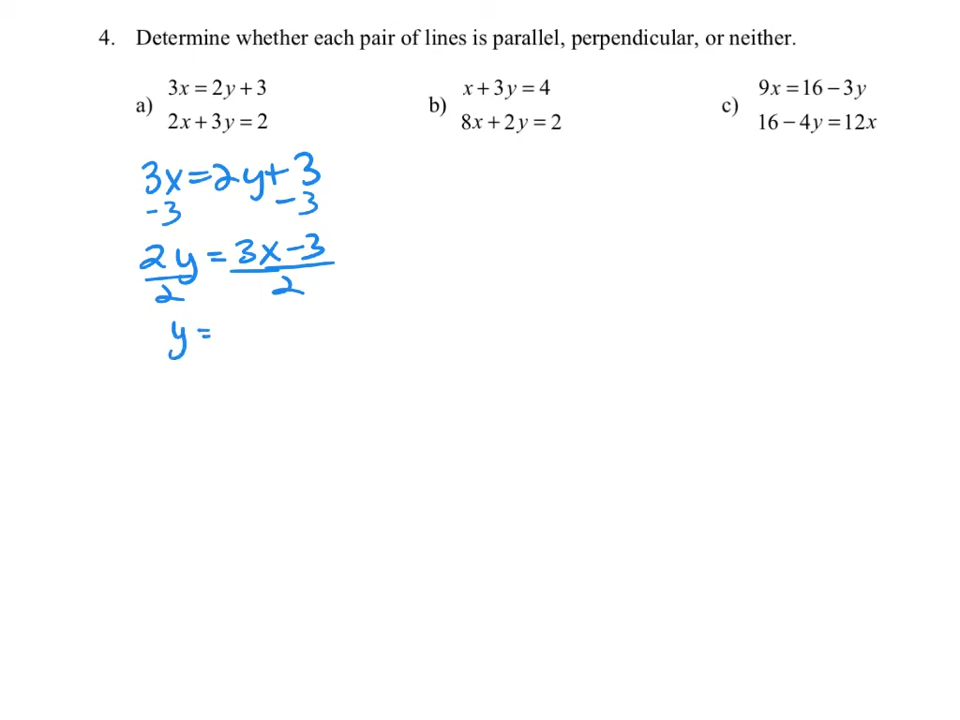 4. Determine whether each pair of lines is parallel, perpendicular, or neither.
a) 3x = 2y + 3
2x + 3y = 2
b) x + 3y = 4
8x + 2y = 2
c) 9x = 16 − 3y
16 − 4y = 12x
3x = 2y + 3
-3 -3
2y = 3x - 3
2 2
y =